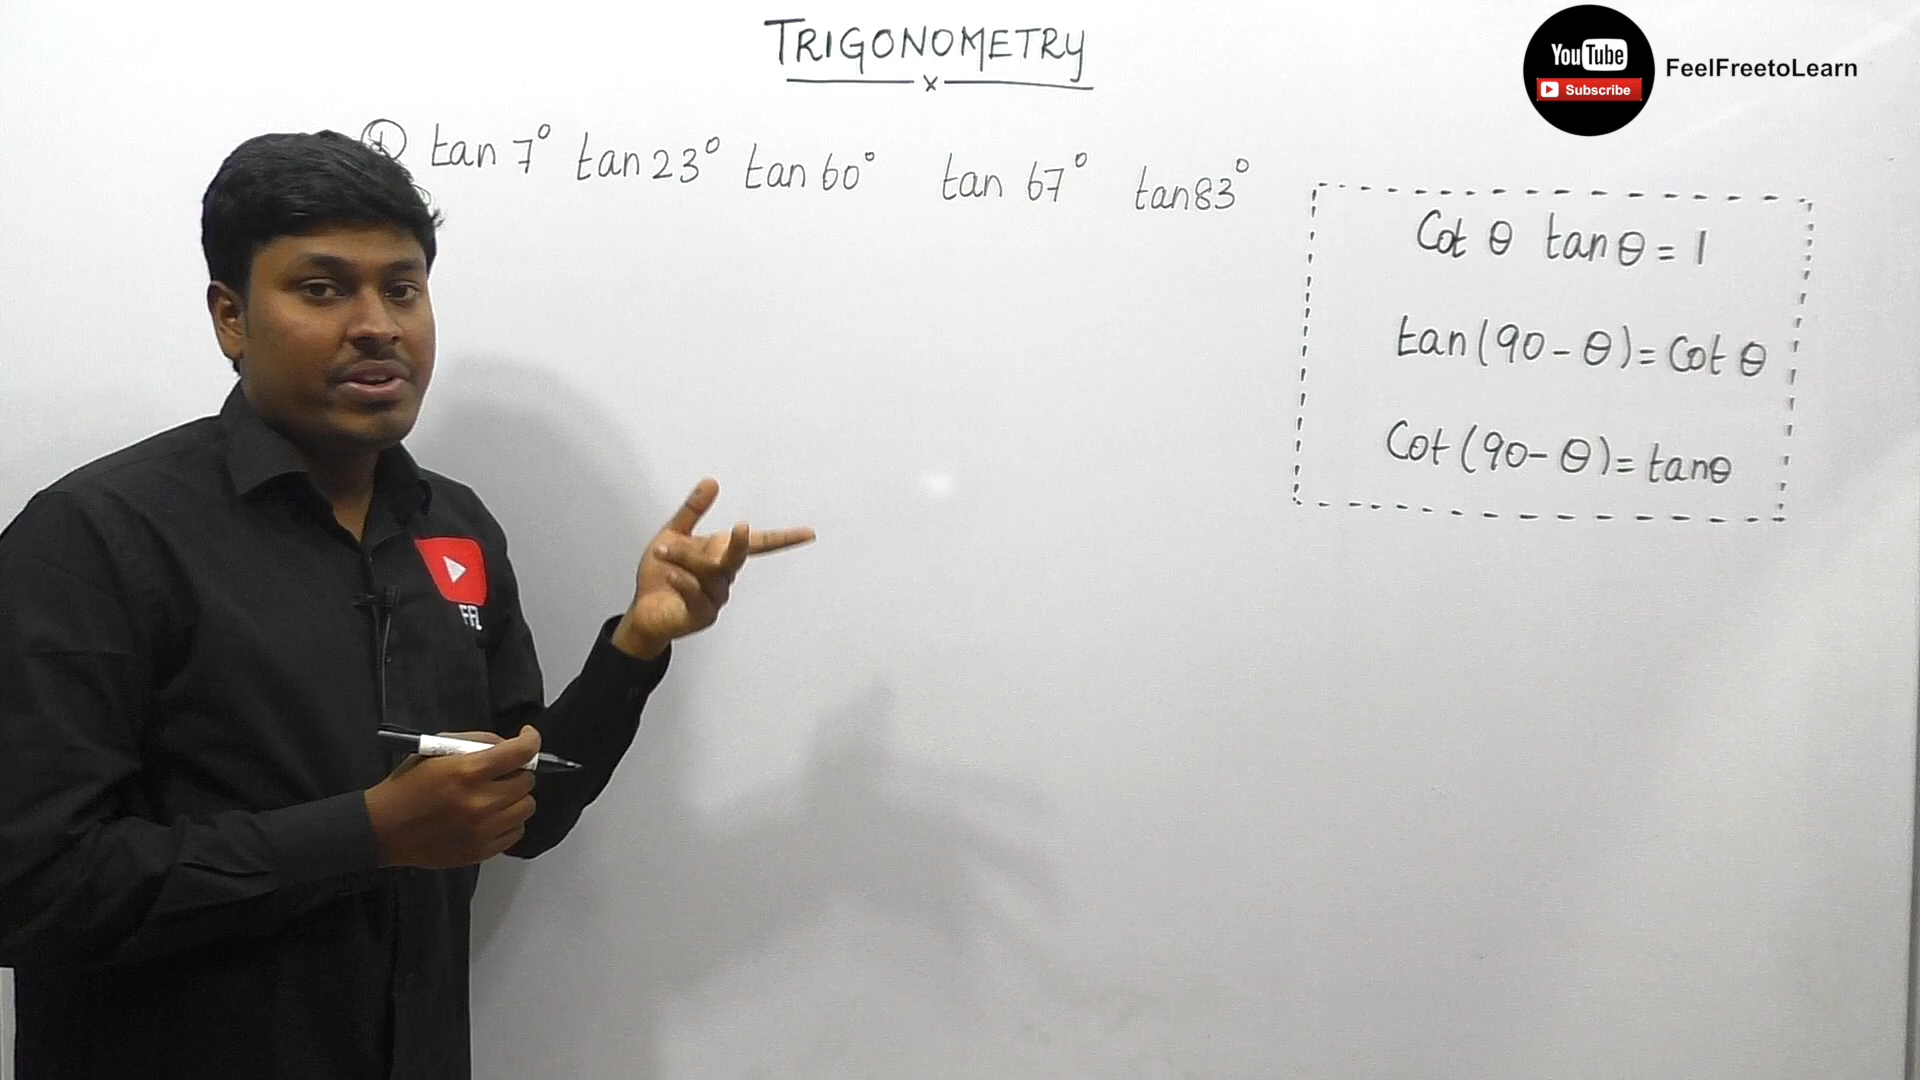 TRIGONOMETRY
x
YouTube
Subscribe
FeelFreetoLearn
① tan 7° tan 23° tan 60° tan 67° tan 83°
Cot θ tan θ = 1
tan (90 - θ) = Cot θ
Cot (90 - θ) = tan θ
FFL